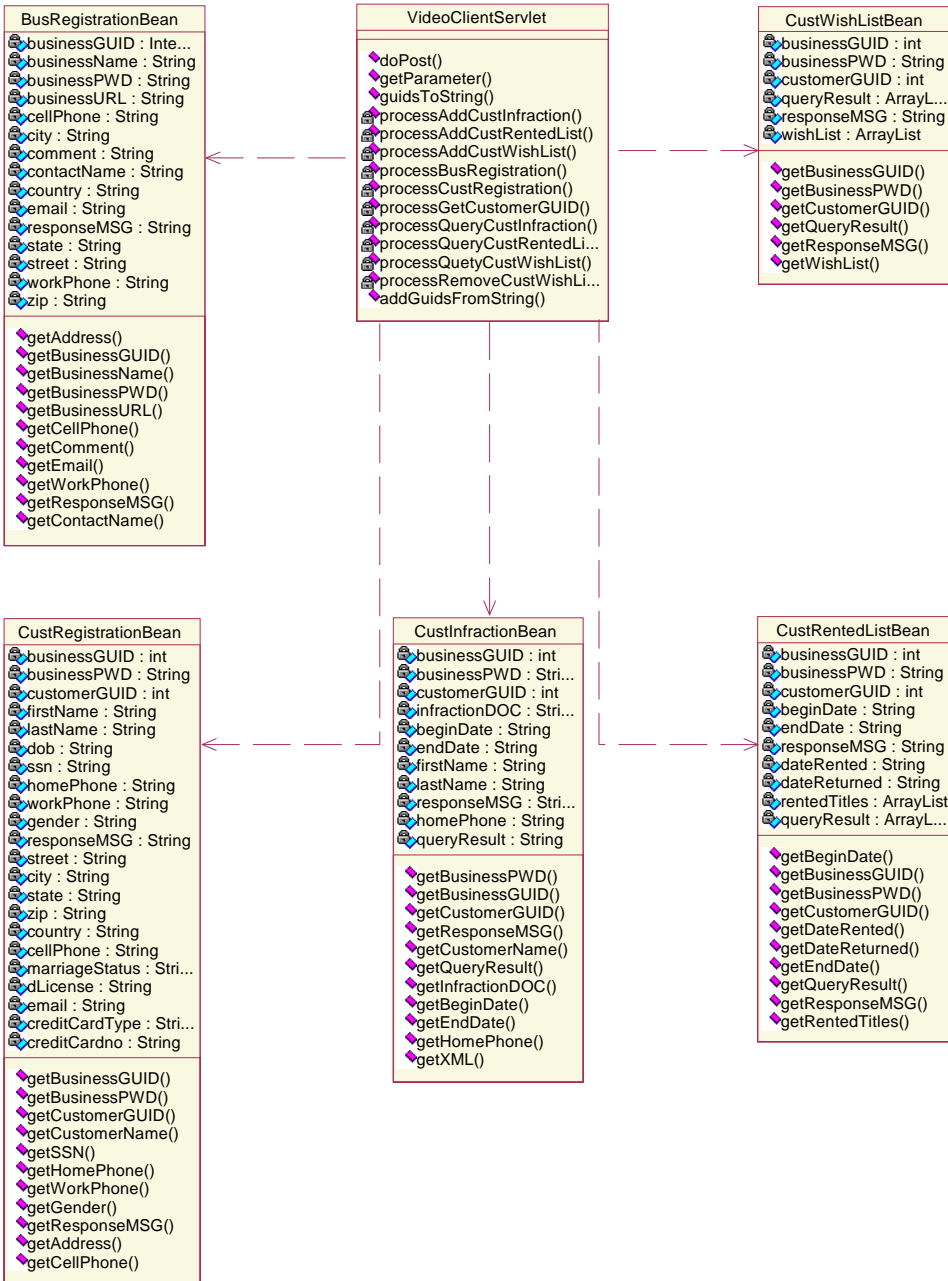 BusRegistrationBean
businessGUID : Inte...
businessName : String
businessPWD : String
businessURL : String
cellPhone : String
city : String
comment : String
contactName : String
country : String
email : String
responseMSG : String
state : String
street : String
workPhone : String
zip : String
getAddress()
getBusinessGUID()
getBusinessName()
getBusinessPWD()
getBusinessURL()
getCellPhone()
getComment()
getEmail()
getWorkPhone()
getResponseMSG()
getContactName()
VideoClientServlet
doPost()
getParameter()
guidsToString()
processAddCustInfraction()
processAddCustRentedList()
processAddCustWishList()
processBusRegistration()
processCustRegistration()
processGetCustomerGUID()
processQueryCustInfraction()
processQueryCustRentedLi...
processQuetyCustWishList()
processRemoveCustWishLi...
addGuidsFromString()
CustWishListBean
businessGUID : int
businessPWD : String
customerGUID : int
queryResult : ArrayL...
responseMSG : String
wishList : ArrayList
getBusinessGUID()
getBusinessPWD()
getCustomerGUID()
getQueryResult()
getResponseMSG()
getWishList()
CustRegistrationBean
businessGUID : int
businessPWD : String
customerGUID : int
firstName : String
lastName : String
dob : String
ssn : String
homePhone : String
workPhone : String
gender : String
responseMSG : String
street : String
city : String
state : String
zip : String
country : String
cellPhone : String
marriageStatus : Stri...
dLicense : String
email : String
creditCardType : Stri...
creditCardno : String
getBusinessGUID()
getBusinessPWD()
getCustomerGUID()
getCustomerName()
getSSN()
getHomePhone()
getWorkPhone()
getGender()
getResponseMSG()
getAddress()
getCellPhone()
CustInfractionBean
businessGUID : int
businessPWD : Stri...
customerGUID : int
infractionDOC : Stri...
beginDate : String
endDate : String
firstName : String
lastName : String
responseMSG : Stri...
homePhone : String
queryResult : String
getBusinessPWD()
getBusinessGUID()
getCustomerGUID()
getResponseMSG()
getCustomerName()
getQueryResult()
getInfractionDOC()
getBeginDate()
getEndDate()
getHomePhone()
getXML()
CustRentedListBean
businessGUID : int
businessPWD : String
customerGUID : int
beginDate : String
endDate : String
responseMSG : String
dateRented : String
dateReturned : String
rentedTitles : ArrayList
queryResult : ArrayL...
getBeginDate()
getBusinessGUID()
getBusinessPWD()
getCustomerGUID()
getDateRented()
getDateReturned()
getEndDate()
getQueryResult()
getResponseMSG()
getRentedTitles()